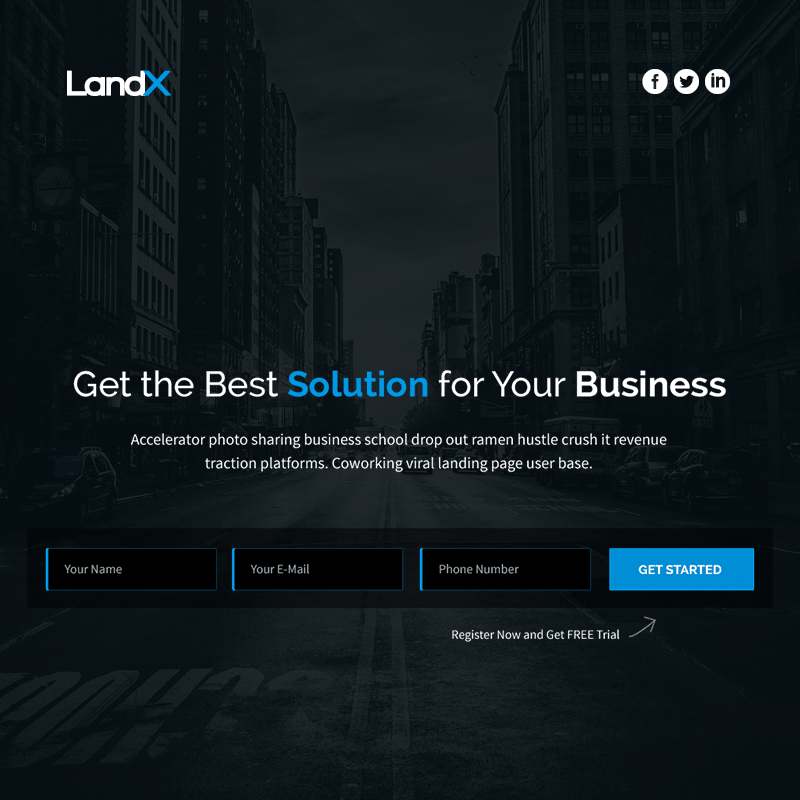 LandX
Get the Best Solution for Your Business
Accelerator photo sharing business school drop out ramen hustle crush it revenue
traction platforms. Coworking viral landing page user base.
Your Name
Your E-Mail
Phone Number
GET STARTED
Register Now and Get FREE Trial